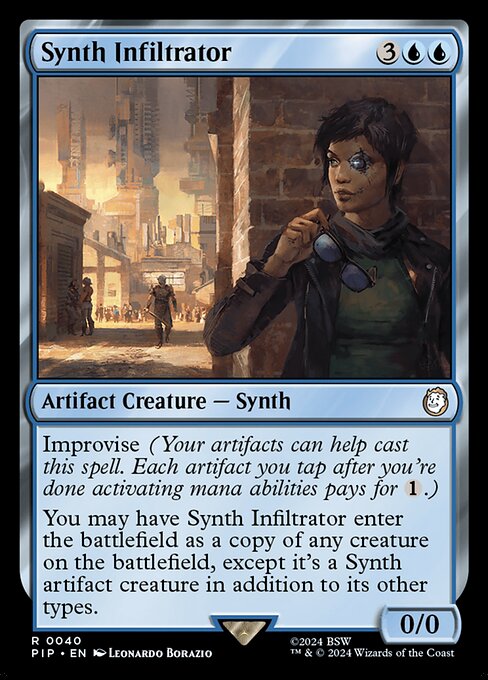 Synth Infiltrator 3
Artifact Creature — Synth
Improvise (Your artifacts can help cast
this spell. Each artifact you tap after you're
done activating mana abilities pays for 1.)
You may have Synth Infiltrator enter
the battlefield as a copy of any creature
on the battlefield, except it's a Synth
artifact creature in addition to its other
types.
0/0
R 0040
PIP • EN Leonardo Borazio
©2024 BSW
™ & © 2024 Wizards of the Coast